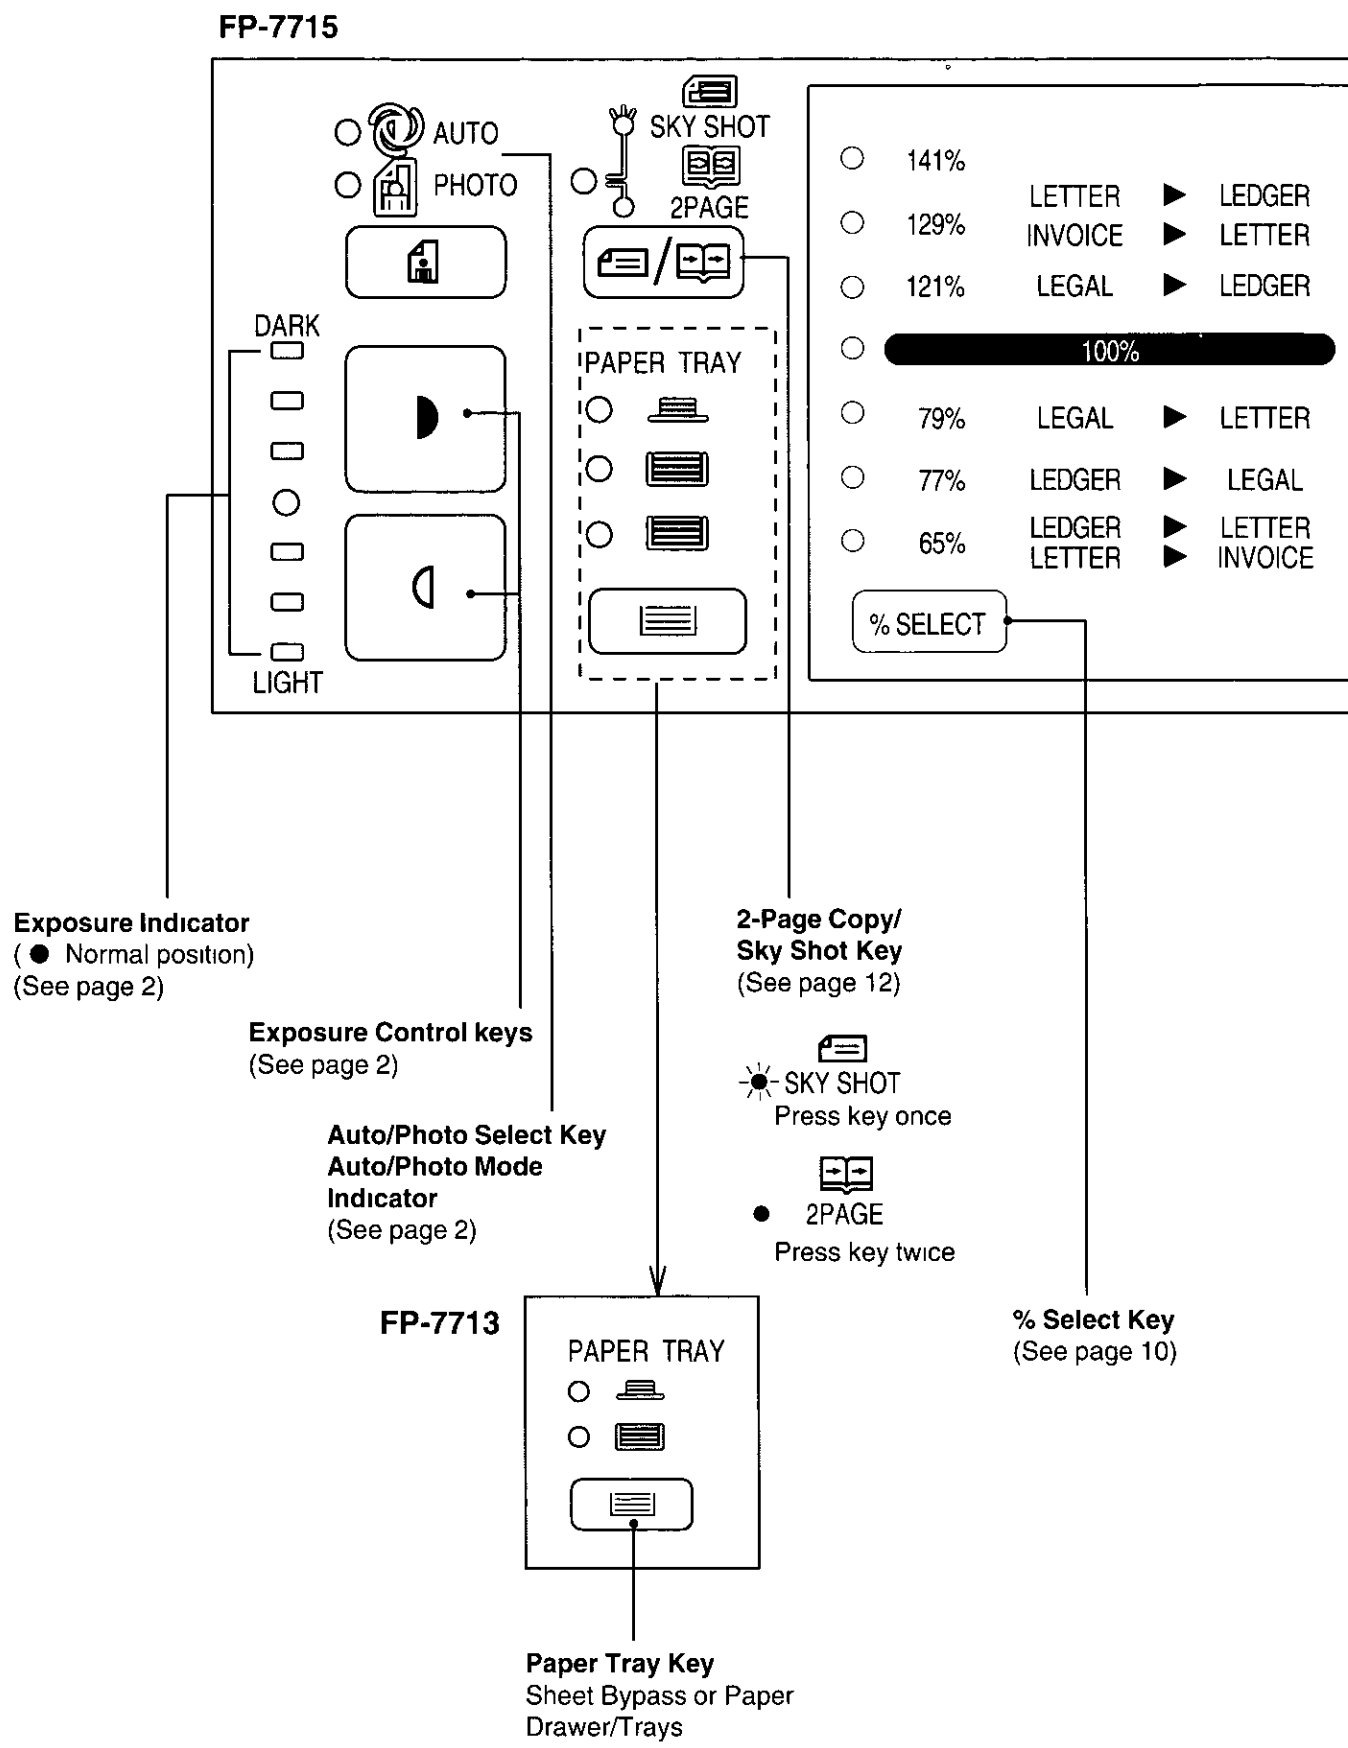 FP-7715
AUTO
PHOTO
SKY SHOT
2PAGE
DARK
LIGHT
PAPER TRAY
141%
129% LETTER ▶ LEDGER
INVOICE ▶ LETTER
121% LEGAL ▶ LEDGER
100%
79% LEGAL ▶ LETTER
77% LEDGER ▶ LEGAL
65% LEDGER ▶ LETTER
LETTER ▶ INVOICE
% SELECT
Exposure Indicator
( ● Normal position)
(See page 2)
Exposure Control keys
(See page 2)
Auto/Photo Select Key
Auto/Photo Mode
Indicator
(See page 2)
2-Page Copy/
Sky Shot Key
(See page 12)
SKY SHOT
Press key once
2PAGE
Press key twice
% Select Key
(See page 10)
FP-7713
PAPER TRAY
Paper Tray Key
Sheet Bypass or Paper
Drawer/Trays